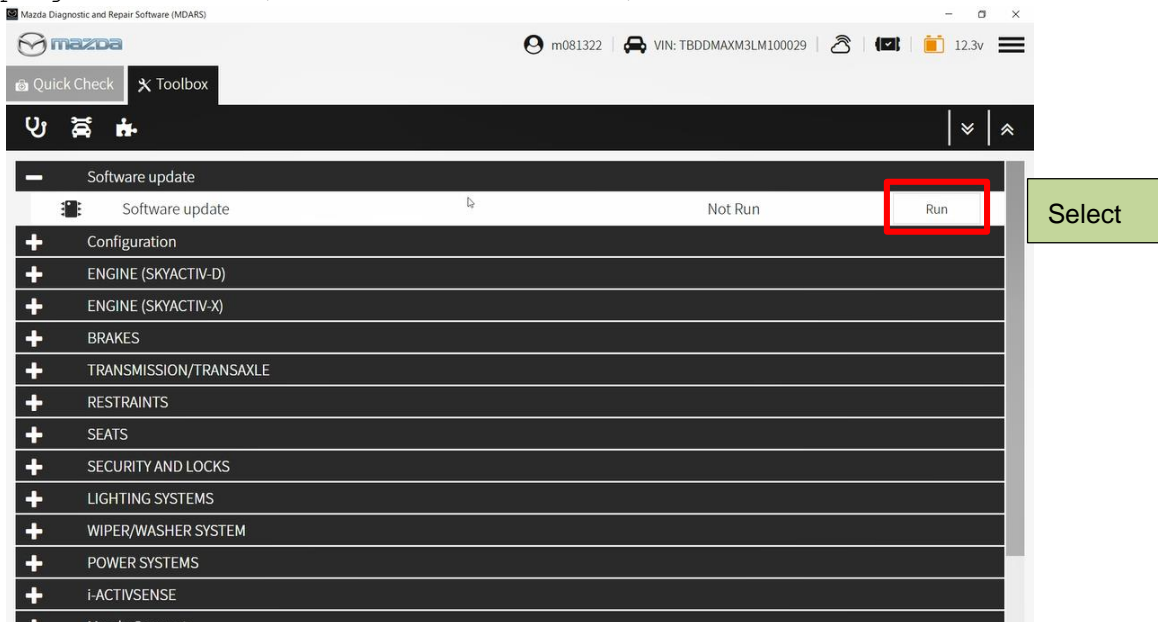 Mazda Diagnostic and Repair Software (MDARS)
mazda
m081322 VIN: TBDDMAXM3LM100029 12.3v
Quick Check Toolbox
Software update
Software update Not Run Run
Select
Configuration
ENGINE (SKYACTIV-D)
ENGINE (SKYACTIV-X)
BRAKES
TRANSMISSION/TRANSAXLE
RESTRAINTS
SEATS
SECURITY AND LOCKS
LIGHTING SYSTEMS
WIPER/WASHER SYSTEM
POWER SYSTEMS
i-ACTIVSENSE